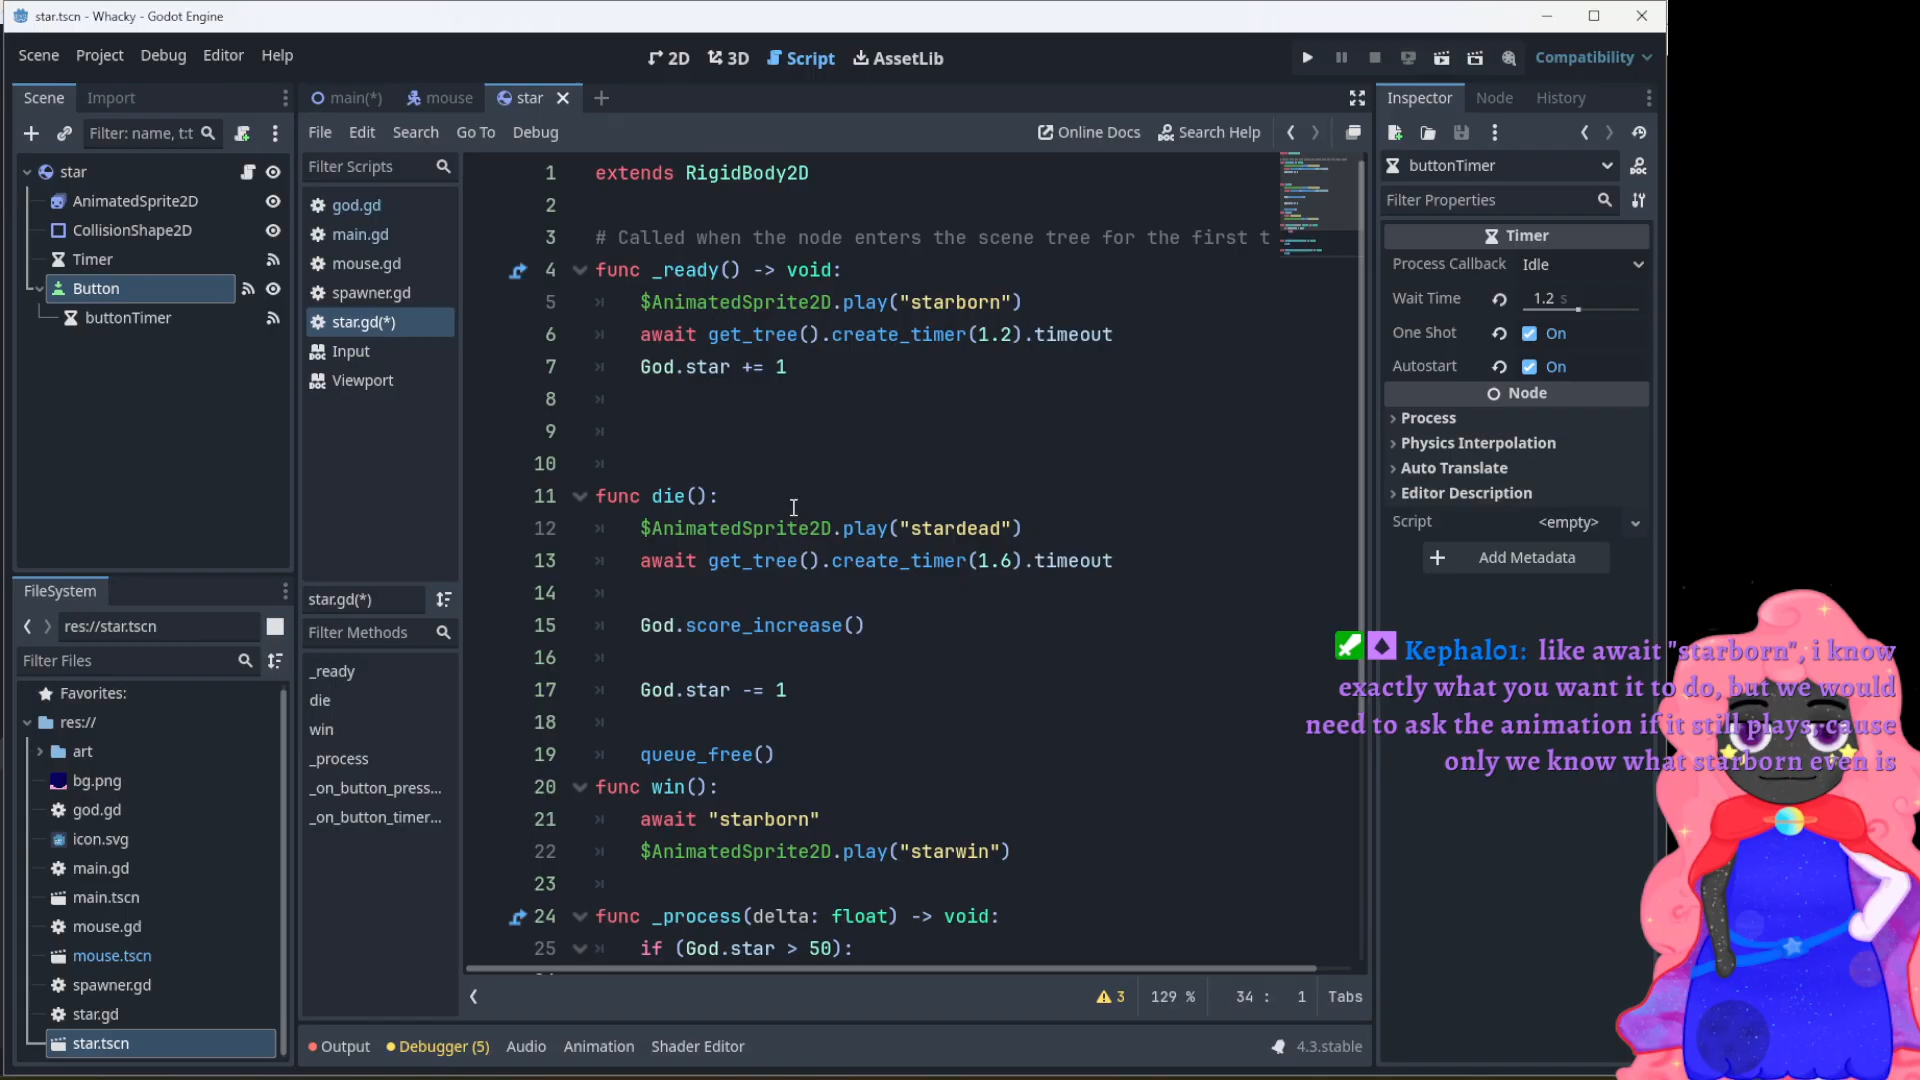 star.tscn - Whacky - Godot Engine
Scene Project Debug Editor Help
2D 3D Script AssetLib
Compatibility
Scene Import
main(*) mouse star
Inspector Node History
Filter: name, t:t
File Edit Search Go To Debug
Online Docs Search Help
star
AnimatedSprite2D
CollisionShape2D
Timer
Button
buttonTimer
Filter Scripts
god.gd
main.gd
mouse.gd
spawner.gd
star.gd(*)
Input
Viewport
star.gd(*)
Filter Methods
_ready
die
win
_process
_on_button_press...
_on_button_timer...
1 extends RigidBody2D
2
3 # Called when the node enters the scene tree for the first t
4 func _ready() -> void:
5 $AnimatedSprite2D.play("starborn")
6 await get_tree().create_timer(1.2).timeout
7 God.star += 1
8
9
10
11 func die():
12 $AnimatedSprite2D.play("stardead")
13 await get_tree().create_timer(1.6).timeout
14
15 God.score_increase()
16
17 God.star -= 1
18
19 queue_free()
20 func win():
21 await "starborn"
22 $AnimatedSprite2D.play("starwin")
23
24 func _process(delta: float) -> void:
25 if (God.star > 50):
3 129 % 34 : 1 Tabs
Output Debugger (5) Audio Animation Shader Editor
4.3.stable
FileSystem
res://star.tscn
Filter Files
Favorites:
res://
art
bg.png
god.gd
icon.svg
main.gd
main.tscn
mouse.gd
mouse.tscn
spawner.gd
star.gd
star.tscn
buttonTimer
Filter Properties
Timer
Process Callback Idle
Wait Time 1.2 s
One Shot On
Autostart On
Node
Process
Physics Interpolation
Auto Translate
Editor Description
Script <empty>
Add Metadata
Kephal01: like await "starborn", i know
exactly what you want it to do, but we would
need to ask the animation if it still plays, cause
only we know what starborn even is